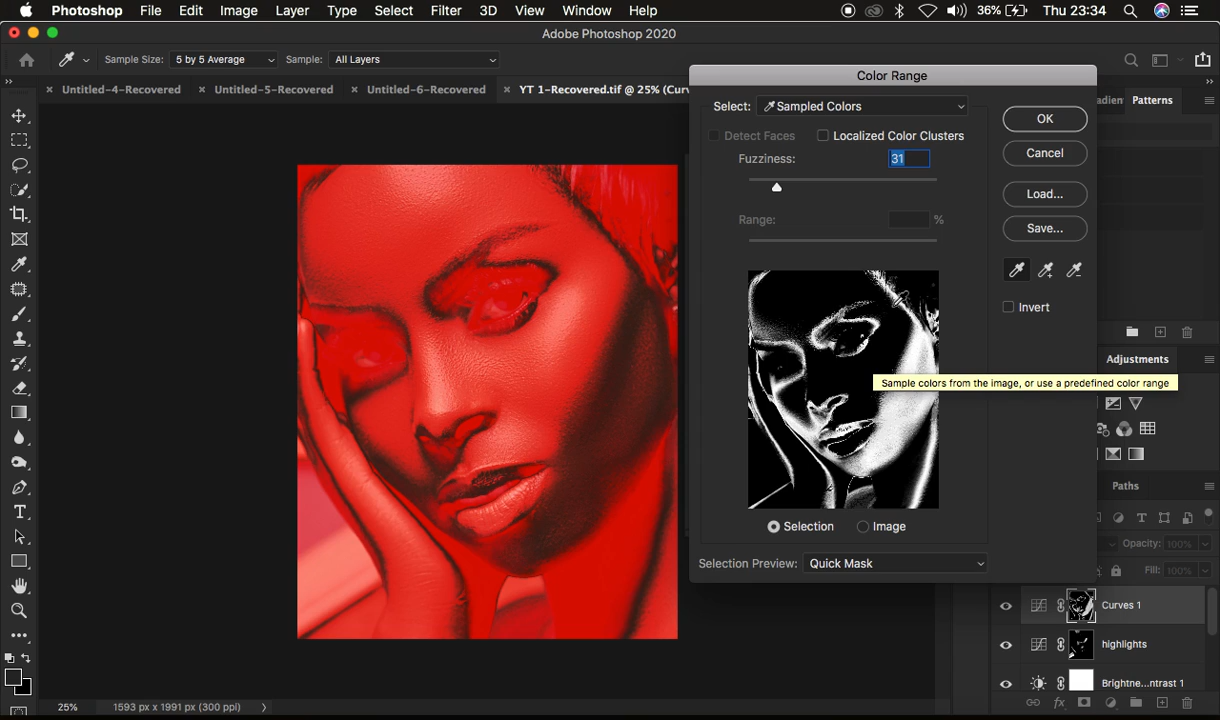 Photoshop File Edit Image Layer Type Select Filter 3D View Window Help 36% Thu 23:34
Adobe Photoshop 2020
Sample Size: 5 by 5 Average Sample: All Layers
Untitled-4-Recovered Untitled-5-Recovered Untitled-6-Recovered YT 1-Recovered.tif @ 25% (Curv
Patterns
Color Range
Select: Sampled Colors
OK
Detect Faces Localized Color Clusters
Cancel
Fuzziness: 31
Load...
Range: %
Save...
Invert
Adjustments
Sample colors from the image, or use a predefined color range
Paths
Selection Image
Opacity: 100%
Selection Preview: Quick Mask
Fill: 100%
Curves 1
highlights
Brightne...ntrast 1
25% 1593 px x 1991 px (300 ppi)